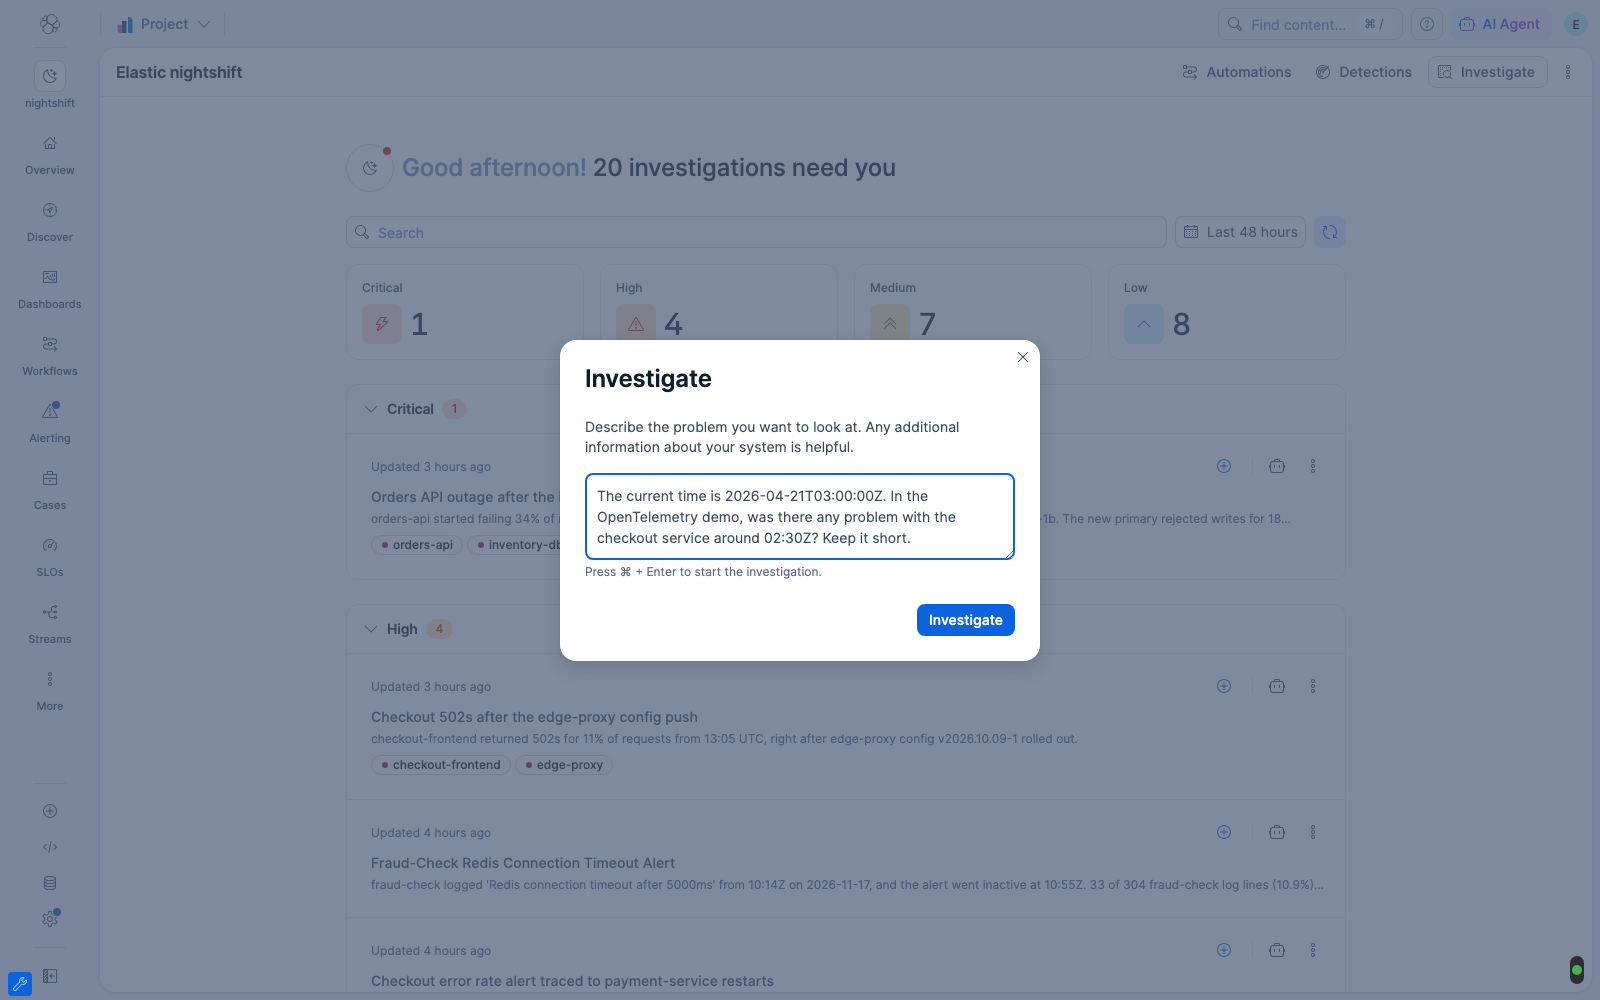 Project
Find content...
⌘ /
AI Agent
E
Elastic nightshift
Automations
Detections
Investigate
nightshift
Overview
Discover
Dashboards
Workflows
Alerting
Cases
SLOs
Streams
More
Good afternoon! 20 investigations need you
Search
Last 48 hours
Critical
1
High
4
Medium
7
Low
8
Critical 1
Updated 3 hours ago
Orders API outage after the
orders-api started failing 34% of
-1b. The new primary rejected writes for 18...
orders-api
inventory-db
Investigate
Describe the problem you want to look at. Any additional
information about your system is helpful.
The current time is 2026-04-21T03:00:00Z. In the
OpenTelemetry demo, was there any problem with the
checkout service around 02:30Z? Keep it short.
Press ⌘ + Enter to start the investigation.
Investigate
High 4
Updated 3 hours ago
Checkout 502s after the edge-proxy config push
checkout-frontend returned 502s for 11% of requests from 13:05 UTC, right after edge-proxy config v2026.10.09-1 rolled out.
checkout-frontend
edge-proxy
Updated 4 hours ago
Fraud-Check Redis Connection Timeout Alert
fraud-check logged 'Redis connection timeout after 5000ms' from 10:14Z on 2026-11-17, and the alert went inactive at 10:55Z. 33 of 304 fraud-check log lines (10.9%)...
Updated 4 hours ago
Checkout error rate alert traced to payment-service restarts